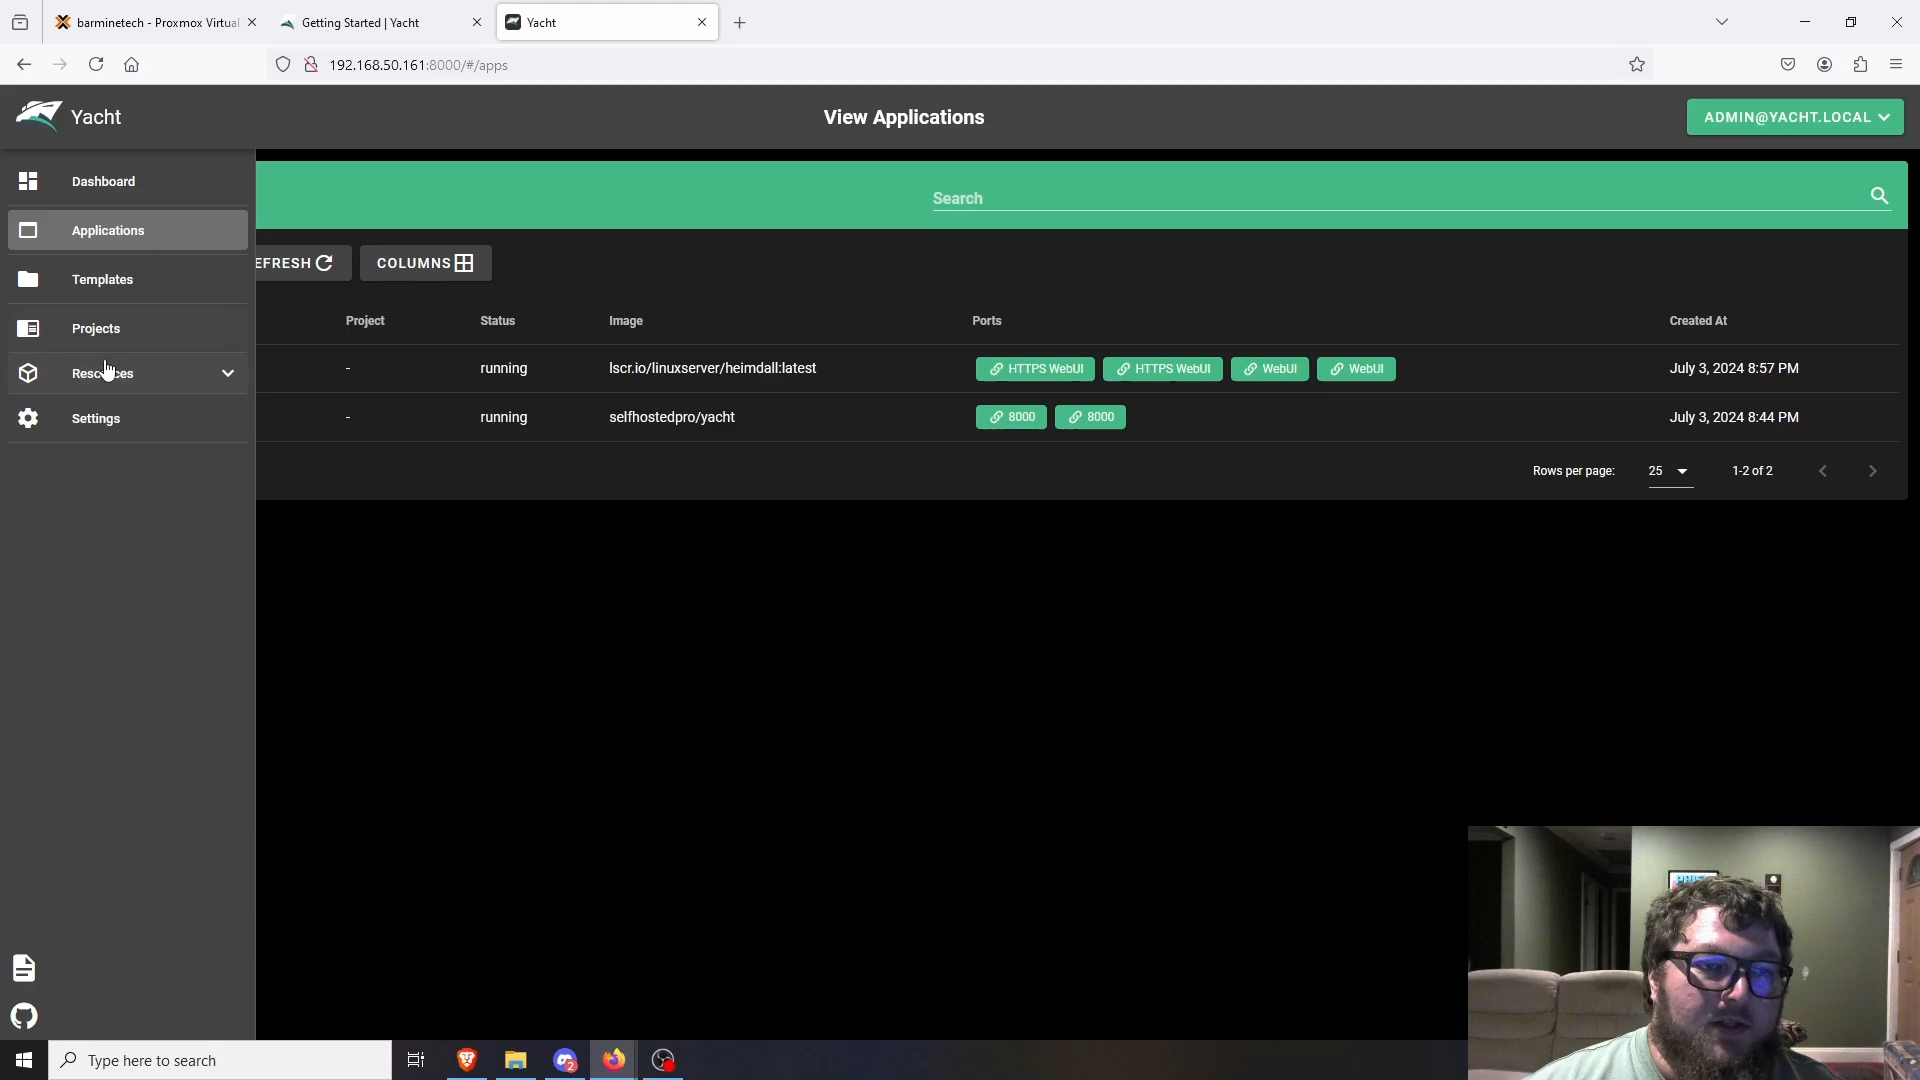 barminetech - Proxmox Virtual
Getting Started | Yacht
Yacht
192.168.50.161:8000/#/apps
Yacht
View Applications
ADMIN@YACHT.LOCAL
Dashboard
Search
Applications
EFRESH
COLUMNS
Templates
Project
Status
Image
Ports
Created At
Projects
-
running
lscr.io/linuxserver/heimdall:latest
HTTPS WebUI
HTTPS WebUI
WebUI
WebUI
July 3, 2024 8:57 PM
Resources
-
running
selfhostedpro/yacht
8000
8000
July 3, 2024 8:44 PM
Settings
Rows per page:
25
1-2 of 2
Type here to search
2